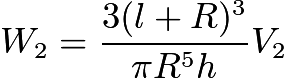 W_2 = \frac{3(l + R)^3}{\pi R^5 h} V_2